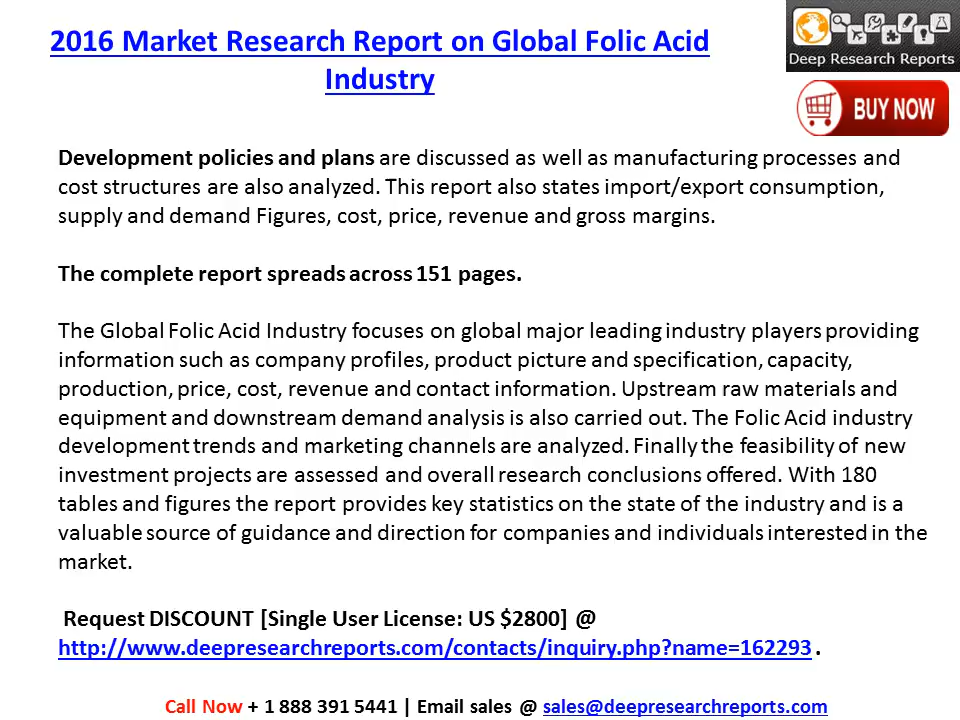 2016 Market Research Report on Global Folic Acid
Industry
Deep Research Reports
BUY NOW
Development policies and plans are discussed as well as manufacturing processes and
cost structures are also analyzed. This report also states import/export consumption,
supply and demand Figures, cost, price, revenue and gross margins.
The complete report spreads across 151 pages.
The Global Folic Acid Industry focuses on global major leading industry players providing
information such as company profiles, product picture and specification, capacity,
production, price, cost, revenue and contact information. Upstream raw materials and
equipment and downstream demand analysis is also carried out. The Folic Acid industry
development trends and marketing channels are analyzed. Finally the feasibility of new
investment projects are assessed and overall research conclusions offered. With 180
tables and figures the report provides key statistics on the state of the industry and is a
valuable source of guidance and direction for companies and individuals interested in the
market.
Request DISCOUNT [Single User License: US $2800] @
http://www.deepresearchreports.com/contacts/inquiry.php?name=162293 .
Call Now + 1 888 391 5441 | Email sales @ sales@deepresearchreports.com